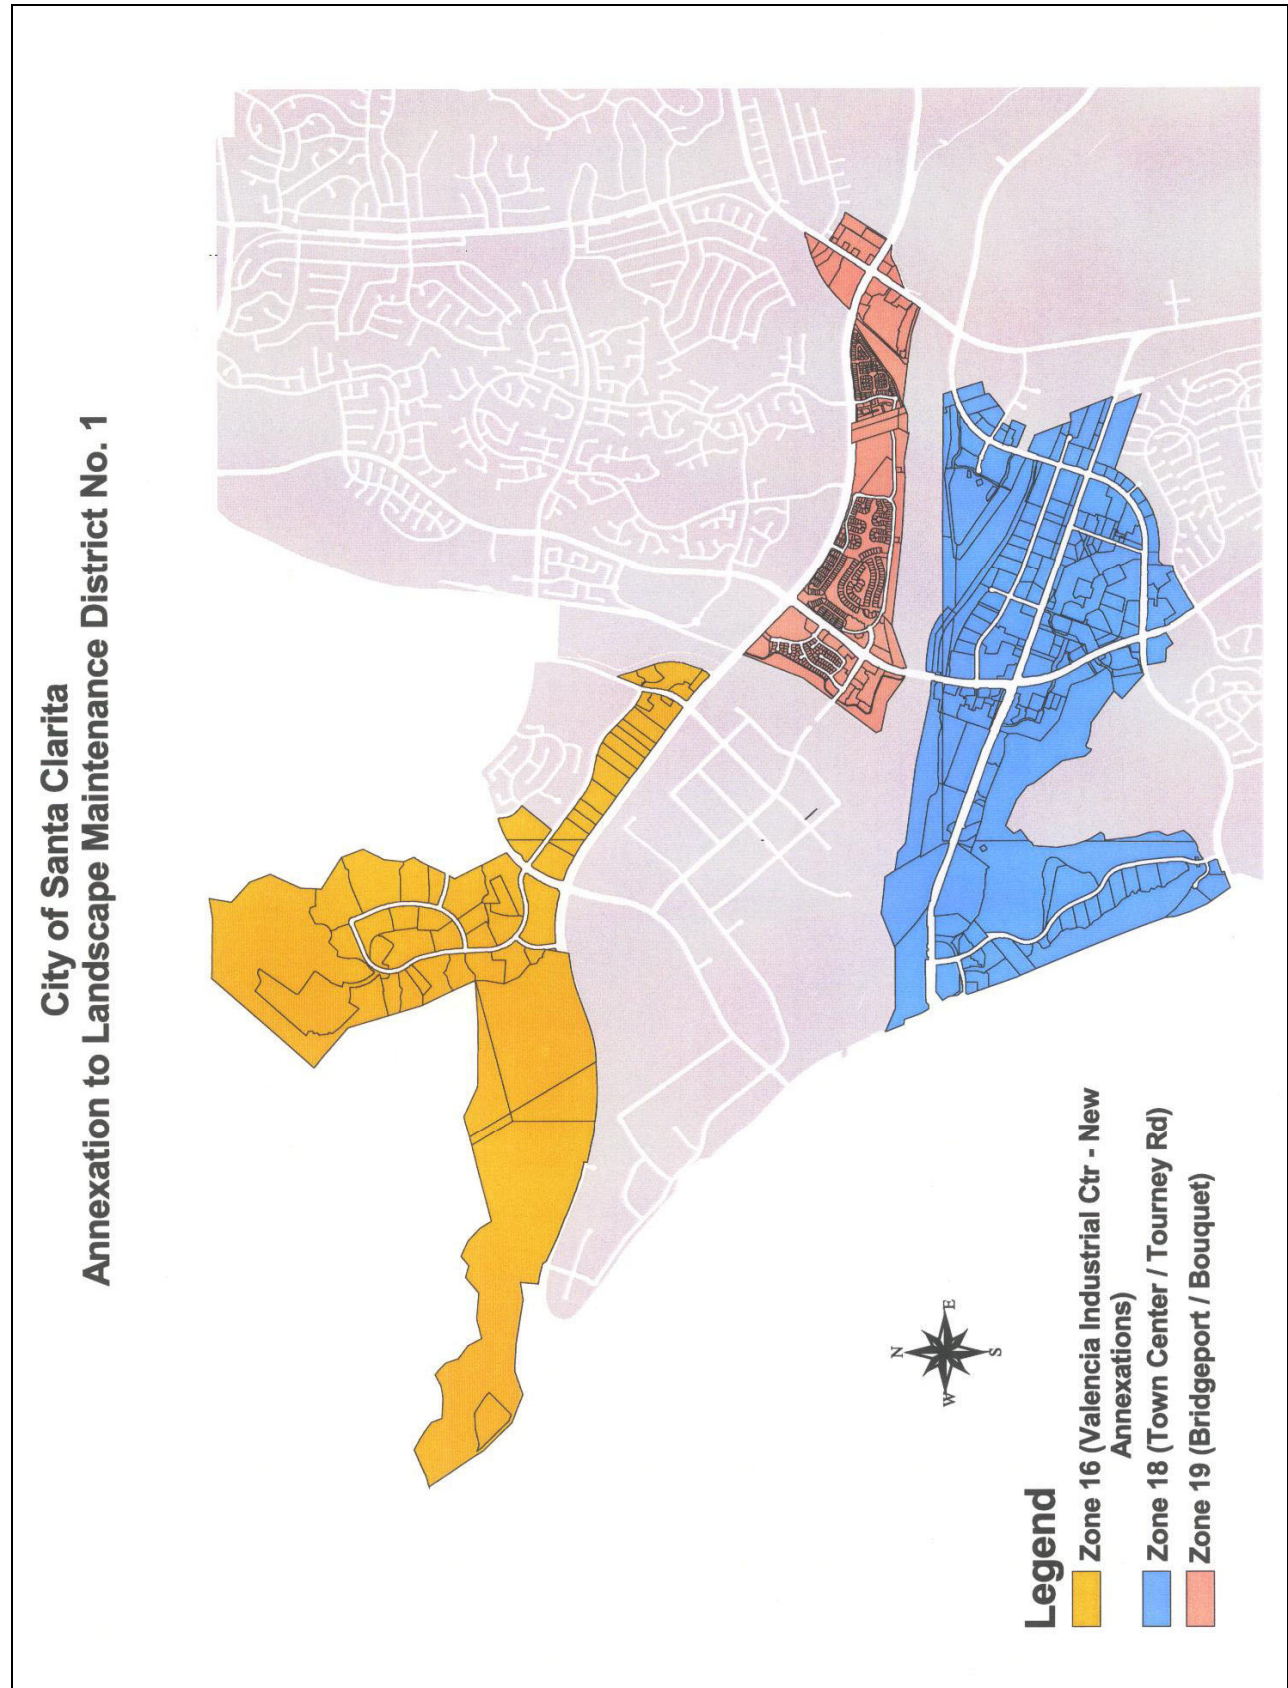 City of Santa Clarita
Annexation to Landscape Maintenance District No. 1
N
W
E
S
Legend
Zone 16 (Valencia Industrial Ctr - New
Annexations)
Zone 18 (Town Center / Tourney Rd)
Zone 19 (Bridgeport / Bouquet)